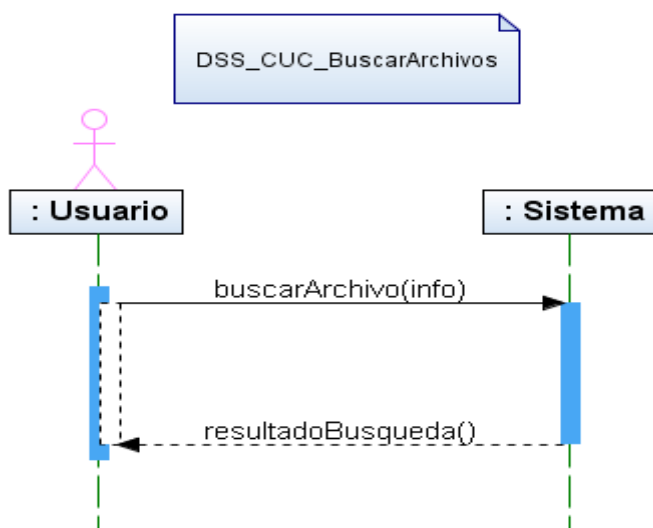 DSS_CUC_BuscarArchivos
: Usuario
: Sistema
buscarArchivo(info)
resultadoBusqueda()